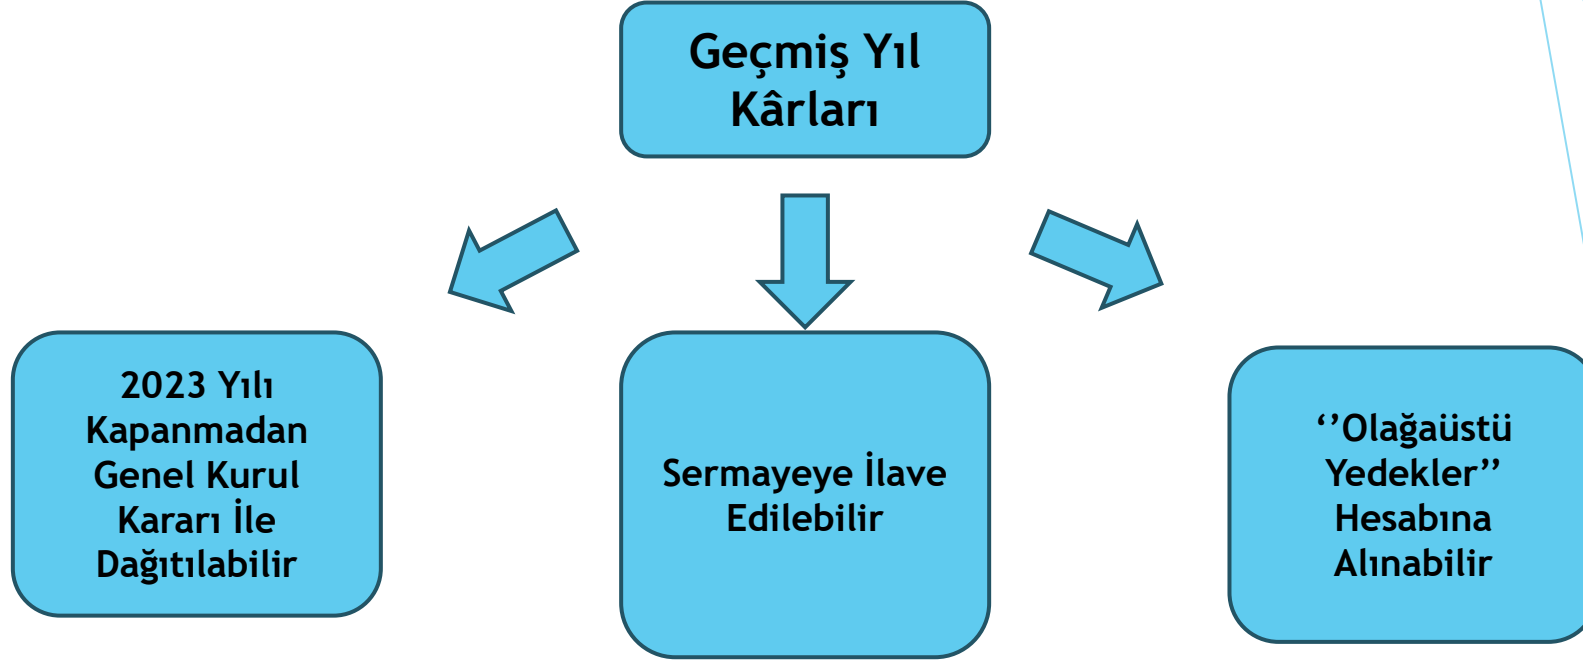 Geçmiş Yıl
Kârları
2023 Yılı
Kapanmadan
Genel Kurul
Kararı İle
Dağıtılabilir
Sermayeye İlave
Edilebilir
‘’Olağaüstü
Yedekler’’
Hesabına
Alınabilir